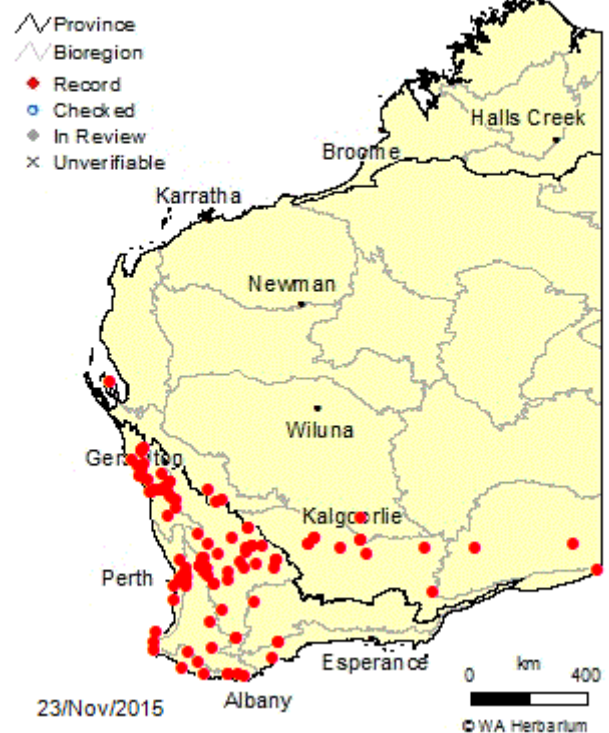 Province
Bioregion
Record
Checked
In Review
Unverifiable
Halls Creek
Broome
Karratha
Newman
Wiluna
Geraldton
Kalgoorlie
Perth
Esperance
Albany
km
0 400
23/Nov/2015
© WA Herbarium